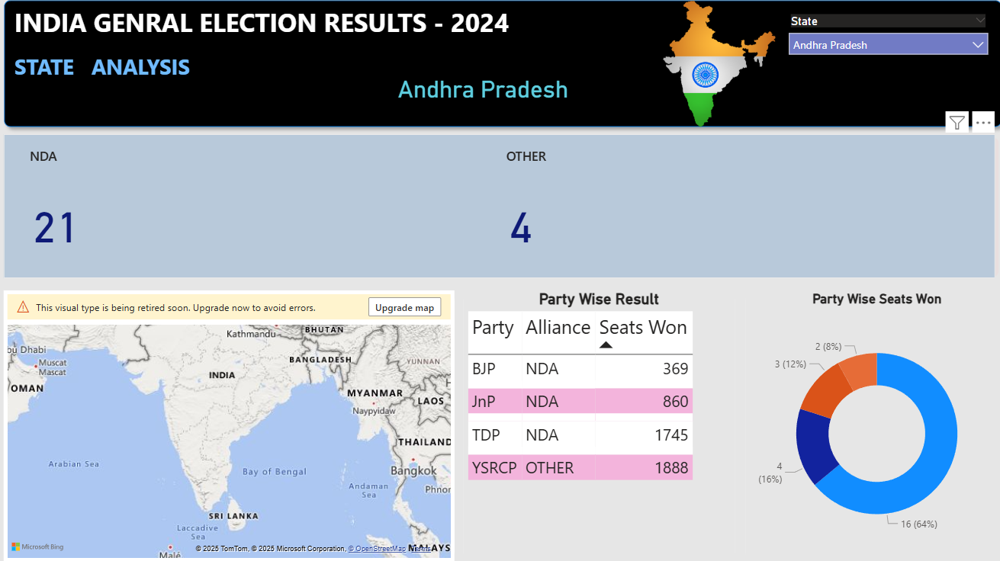 INDIA GENRAL ELECTION RESULTS - 2024
STATE ANALYSIS
Andhra Pradesh
State
Andhra Pradesh
NDA
21
OTHER
4
This visual type is being retired soon. Upgrade now to avoid errors.
Upgrade map
Kathmandu
BHUTAN
Muscat
Mascat
OMAN
INDIA
BANGLADESH
YUNNAN
MYANMAR
LAOS
Naypyidaw
THAILAND
Arabian Sea
Bay of Bengal
Bangkok
Andaman
Sea
SRI LANKA
Laccadive
Sea
Malé
Microsoft Bing
© 2025 TomTom, © 2025 Microsoft Corporation, © OpenStreetMap Terms
Party Wise Result
Party Alliance Seats Won
BJP NDA 369
JnP NDA 860
TDP NDA 1745
YSRCP OTHER 1888
Party Wise Seats Won
2 (8%)
3 (12%)
4
(16%)
16 (64%)